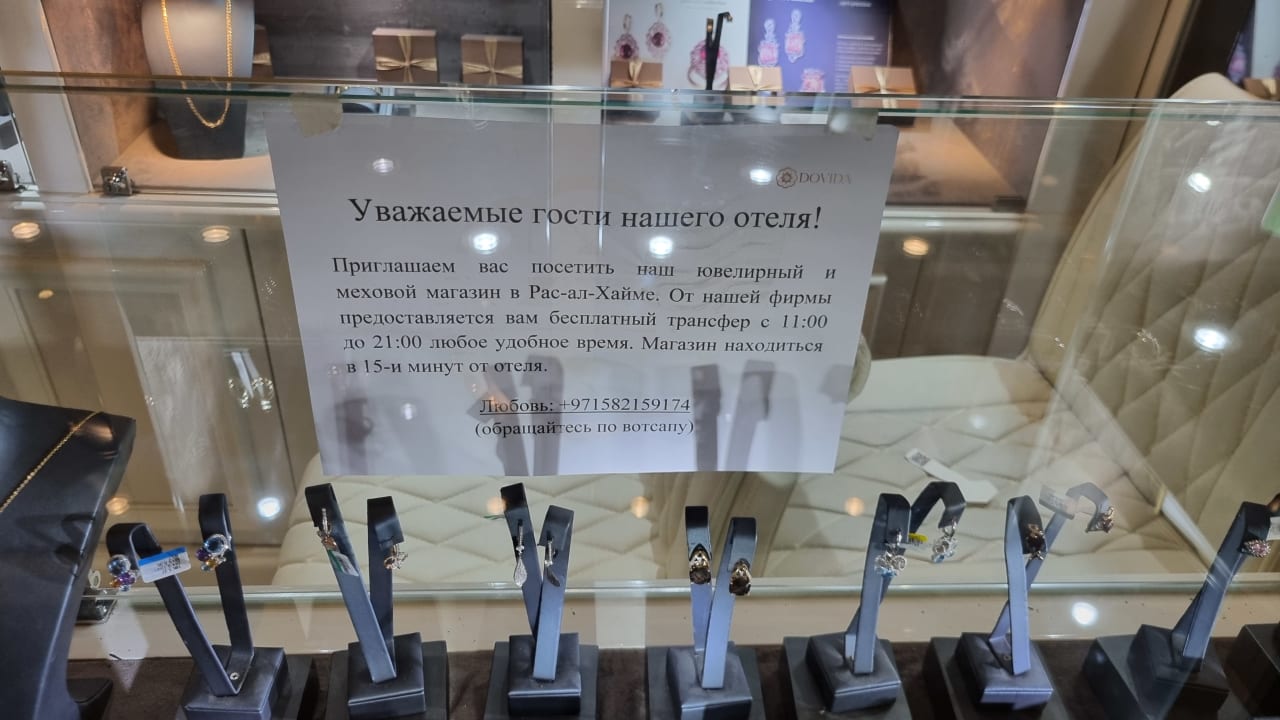 DOVIDA
Уважаемые гости нашего отеля!
Приглашаем вас посетить наш ювелирный и
меховой магазин в Рас-ал-Хайме. От нашей фирмы
предоставляется вам бесплатный трансфер с 11:00
до 21:00 любое удобное время. Магазин находиться
в 15-и минут от отеля.
Любовь: +971582159174
(обращайтесь по вотсапу)